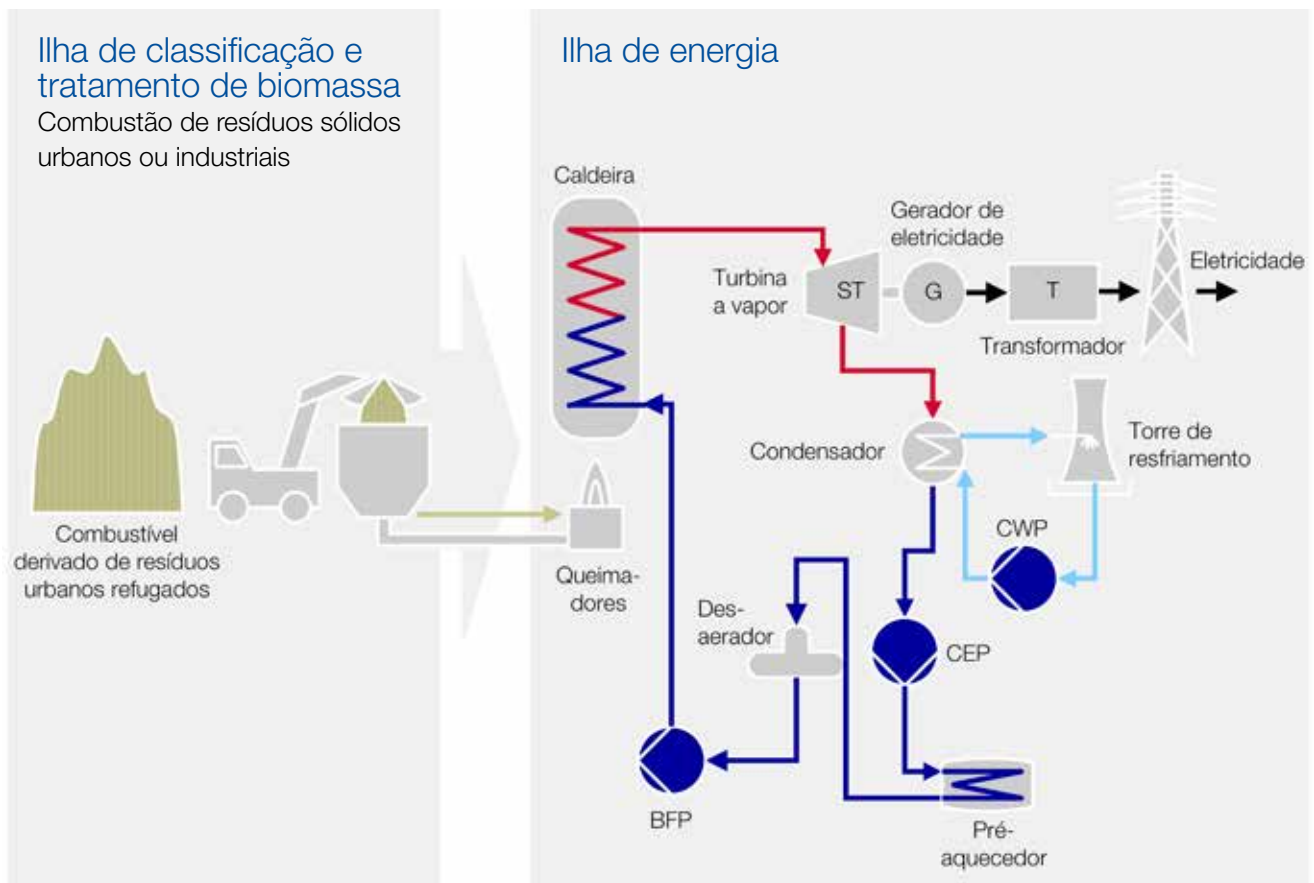 Ilha de classificação e
tratamento de biomassa
Combustão de resíduos sólidos
urbanos ou industriais
Ilha de energia
Caldeira
Gerador de
eletricidade
Turbina
a vapor
ST
G
T
Eletricidade
Transformador
Condensador
Torre de
resfriamento
CWP
Combustível
derivado de resíduos
urbanos refugados
Queima-
dores
Des-
aerador
CEP
BFP
Pré-
aquecedor